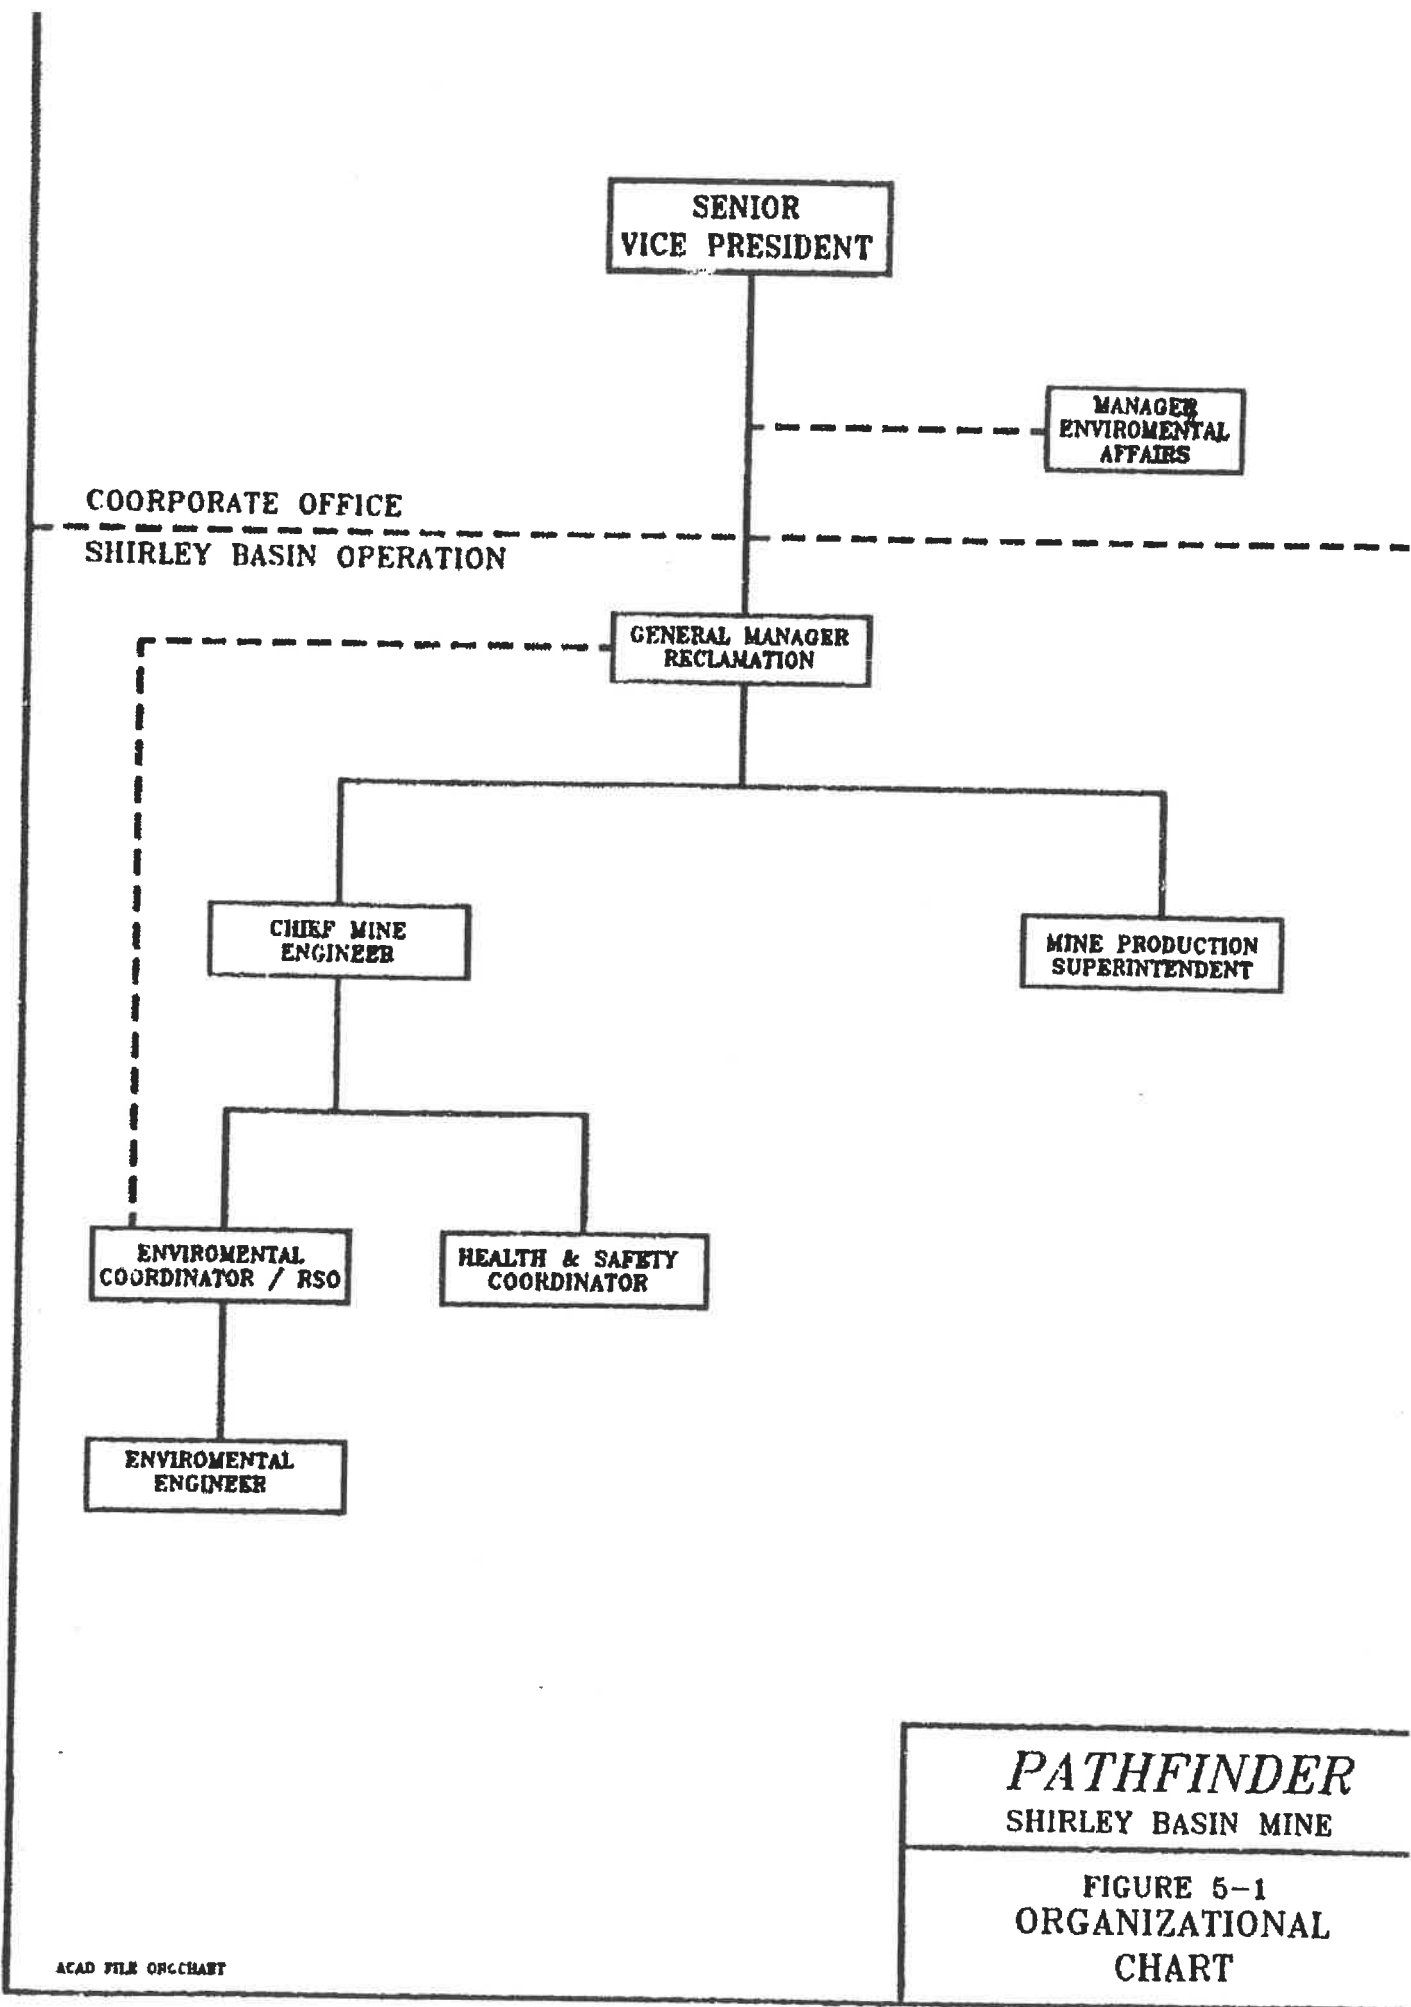 SENIOR
VICE PRESIDENT
MANAGER
ENVIROMENTAL
AFFAIRS
COORPORATE OFFICE
SHIRLEY BASIN OPERATION
GENERAL MANAGER
RECLAMATION
CHIEF MINE
ENGINEER
MINE PRODUCTION
SUPERINTENDENT
ENVIROMENTAL
COORDINATOR / RSO
HEALTH & SAFETY
COORDINATOR
ENVIROMENTAL
ENGINEER
PATHFINDER
SHIRLEY BASIN MINE
FIGURE 5-1
ORGANIZATIONAL
CHART
ACAD FILE ORGCHART